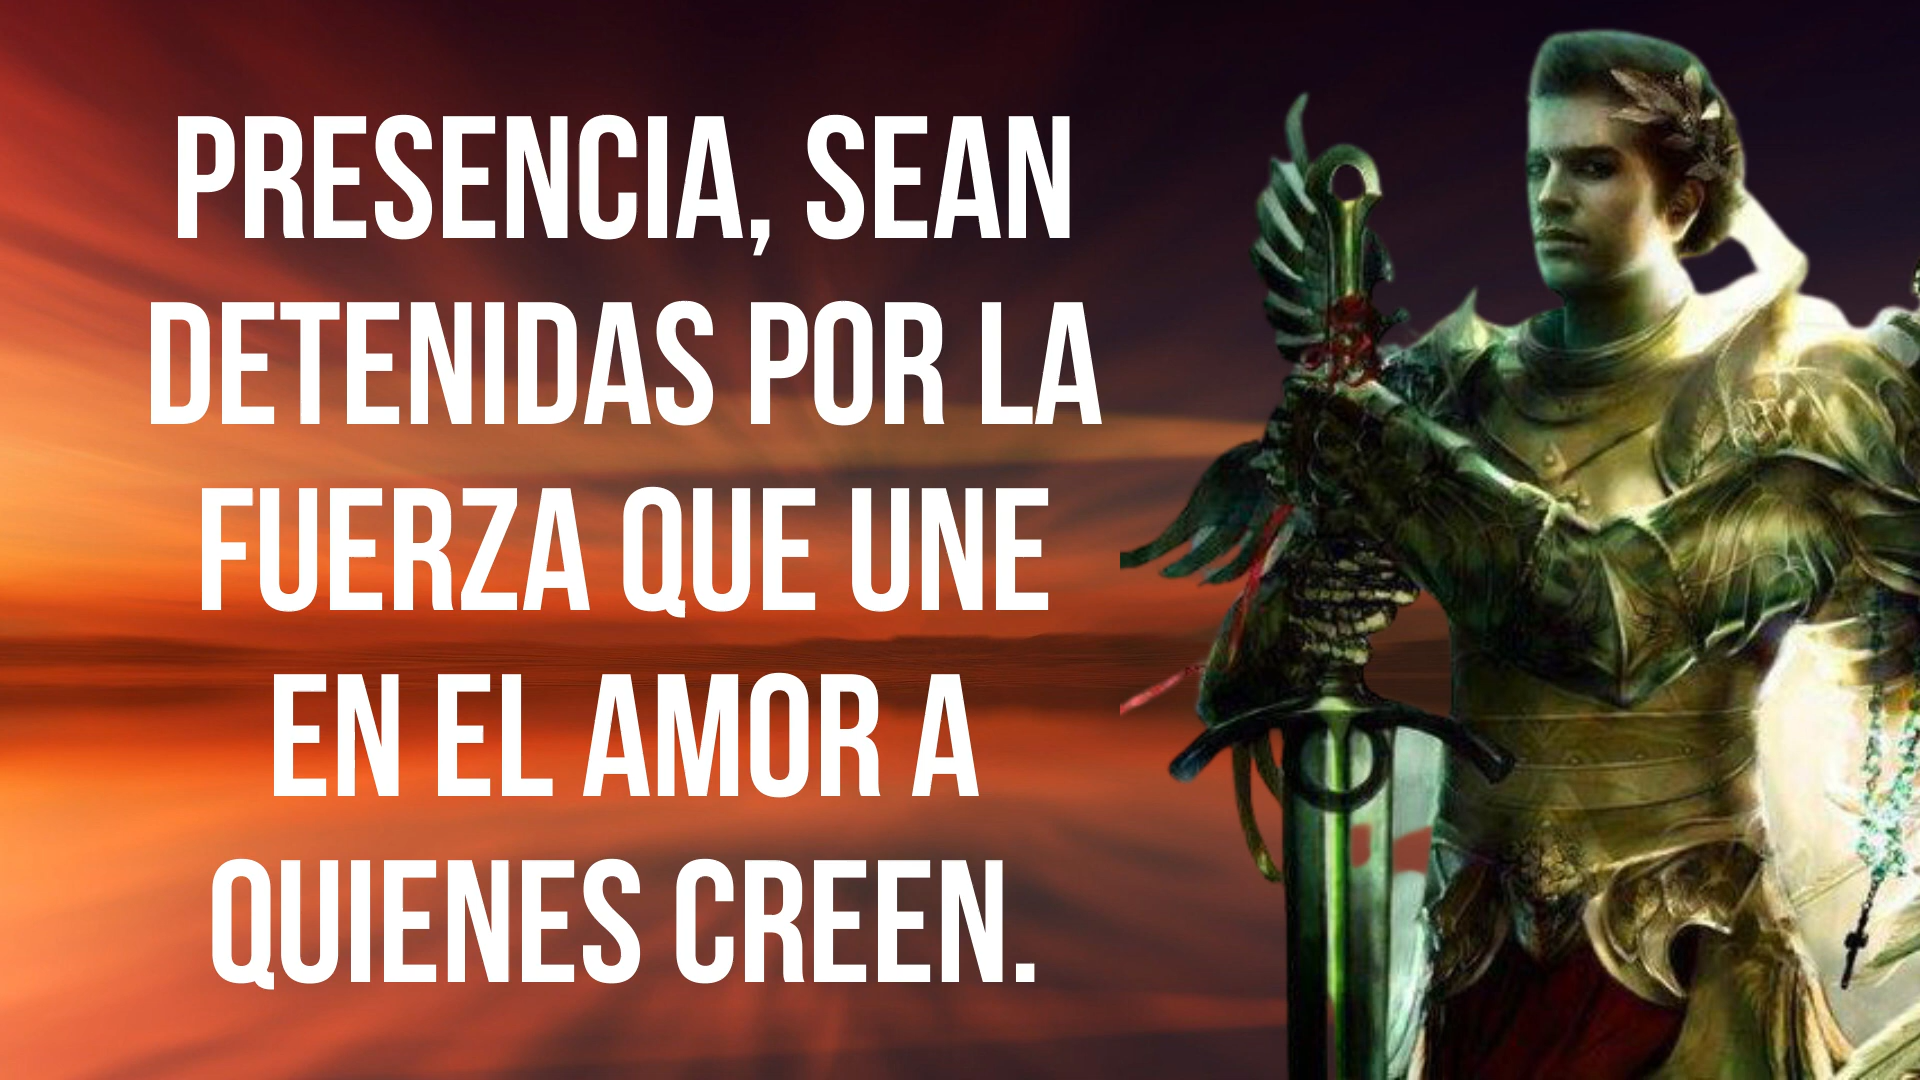 PRESENCIA, SEAN
DETENIDAS POR LA
FUERZA QUE UNE
EN EL AMOR A
QUIENES CREEN.